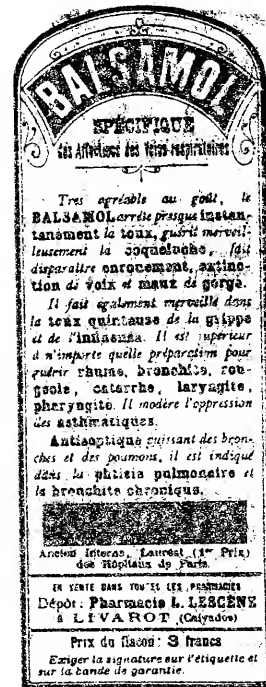 BALSAMOL
SPÉCIFIQUE
des Affections des Voies respiratoires
Très agréable au goût, le
BALSAMOL arrête presque instan-
tanément la toux, guérit merveil-
leusement la coqueluche, fait
disparaître enrouement, extinc-
tion de voix et maux de gorge.
Il fait également merveille dans
la toux quinteuse de la grippe
et de l'influenza. Il est supérieur
à n'importe quelle préparation pour
guérir rhume, bronchite, rou-
geole, catarrhe, laryngite,
pharyngite. Il modère l'oppression
des asthmatiques.
Antiseptique puissant des bron-
ches et des poumons, il est indiqué
dans la phtisie pulmonaire et
la bronchite chronique.
Ancien Interne, Lauréat (1er Prix)
des Hôpitaux de Paris.
EN VENTE DANS TOUTES LES PHARMACIES
Dépôt: Pharmacie L. LESCÈNE
à LIVAROT (Calvados)
Prix du flacon: 3 francs
Exiger la signature sur l'étiquette et
sur la bande de garantie.